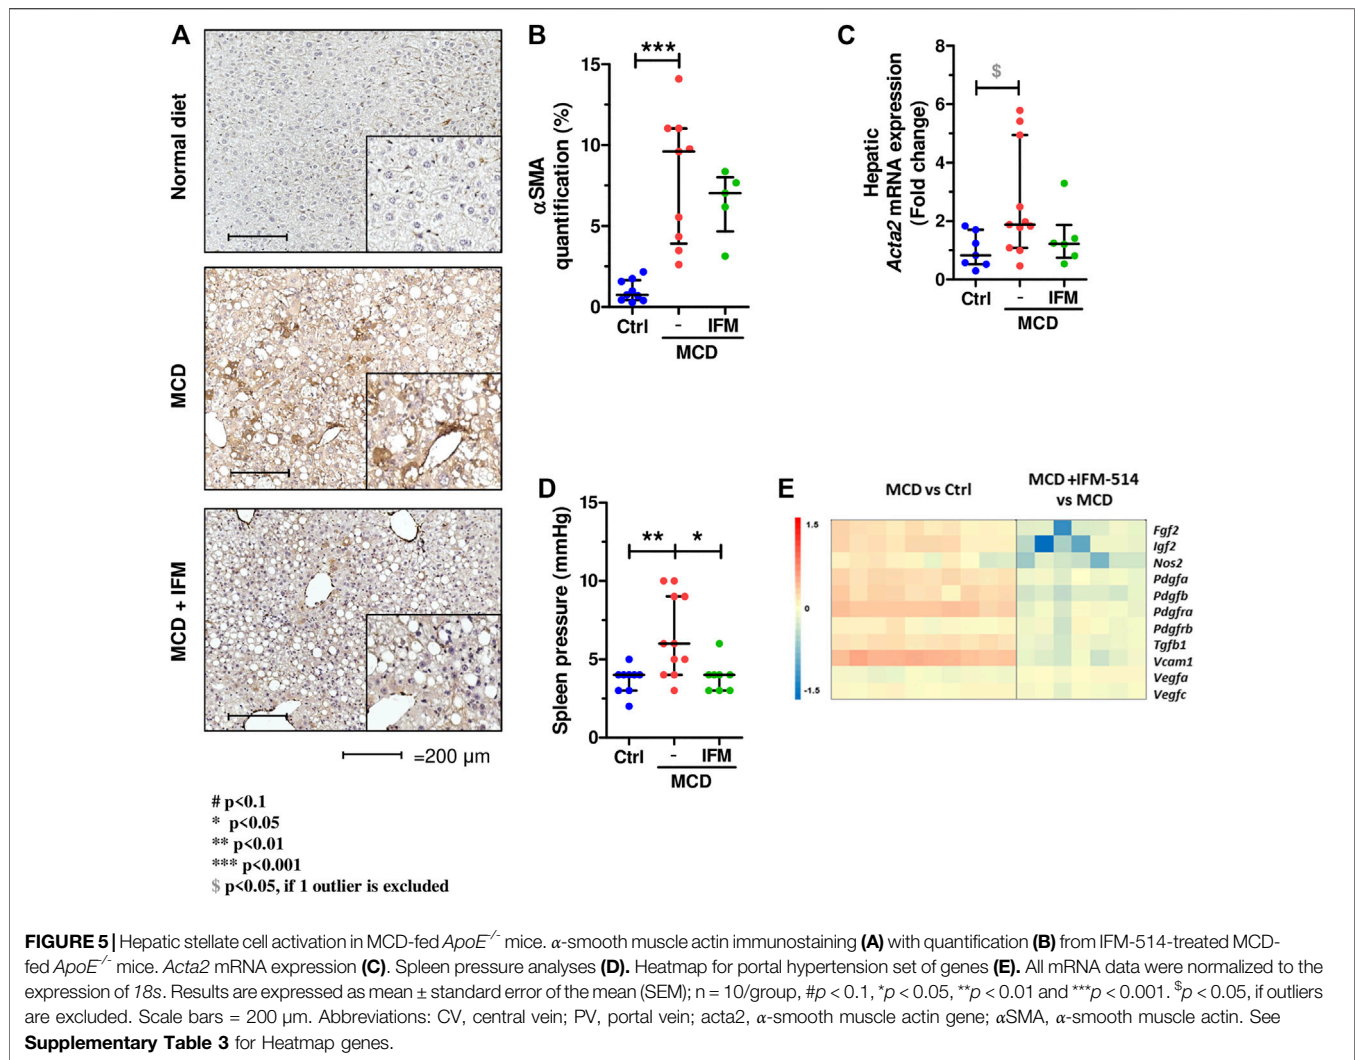 A
Normal diet
MCD
MCD + IFM
=200 µm
# p<0.1
* p<0.05
** p<0.01
*** p<0.001
$ p<0.05, if 1 outlier is excluded
B
αSMA
quantification (%)
15
10
5
0
***
Ctrl - IFM
MCD
C
Hepatic
Acta2 mRNA expression
(Fold change)
8
6
4
2
0
$
Ctrl - IFM
MCD
D
Spleen pressure (mmHg)
15
10
5
0
** *
Ctrl - IFM
MCD
E
MCD vs Ctrl
MCD +IFM-514
vs MCD
1.5
0
-1.5
Fgf2
Igf2
Nos2
Pdgfa
Pdgfb
Pdgfra
Pdgfrb
Tgfb1
Vcam1
Vegfa
Vegfc
FIGURE 5 | Hepatic stellate cell activation in MCD-fed ApoE-/- mice. α-smooth muscle actin immunostaining (A) with quantification (B) from IFM-514-treated MCD-
fed ApoE-/- mice. Acta2 mRNA expression (C). Spleen pressure analyses (D). Heatmap for portal hypertension set of genes (E). All mRNA data were normalized to the
expression of 18s. Results are expressed as mean ± standard error of the mean (SEM); n = 10/group, #p < 0.1, *p < 0.05, **p < 0.01 and ***p < 0.001. $p < 0.05, if outliers
are excluded. Scale bars = 200 µm. Abbreviations: CV, central vein; PV, portal vein; acta2, α-smooth muscle actin gene; αSMA, α-smooth muscle actin. See
Supplementary Table 3 for Heatmap genes.